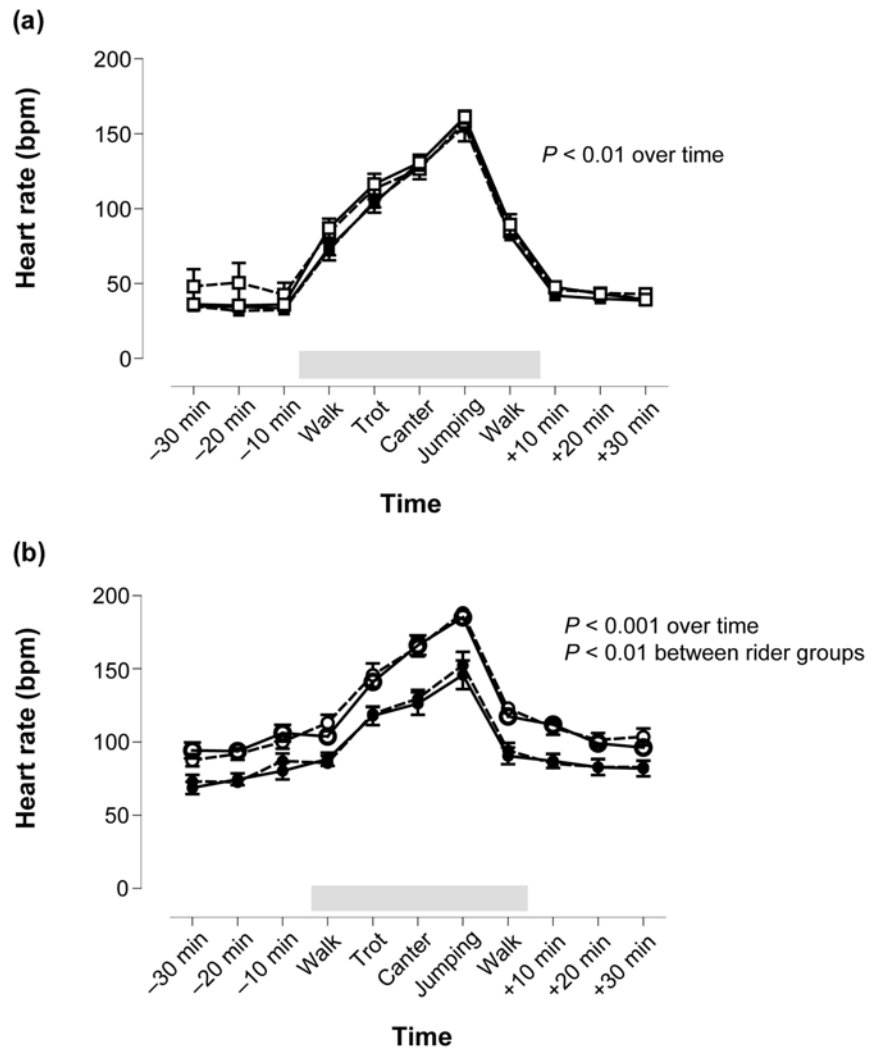 (a)
200
150
100
50
0
Heart rate (bpm)
P < 0.01 over time
–30 min
–20 min
–10 min
Walk
Trot
Canter
Jumping
Walk
+10 min
+20 min
+30 min
Time
(b)
200
150
100
50
0
Heart rate (bpm)
P < 0.001 over time
P < 0.01 between rider groups
–30 min
–20 min
–10 min
Walk
Trot
Canter
Jumping
Walk
+10 min
+20 min
+30 min
Time